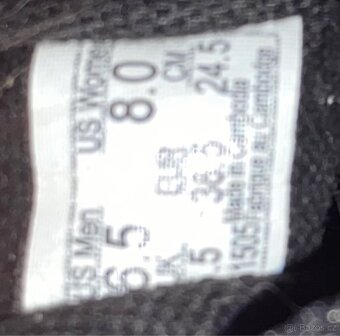 US Men US Women
6.5 8.0
UK EUR CM
.5 38.5 24.5
Made in Cambodia
Fabriqué au Cambodge